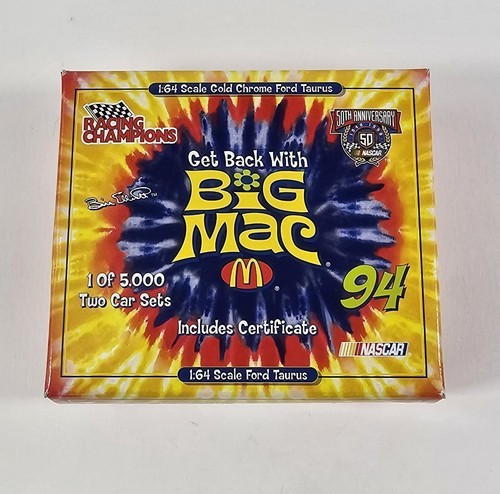 1:64 Scale Gold Chrome Ford Taurus
RACING
CHAMPIONS
50TH ANNIVERSARY
50
NASCAR
Get Back With
BiG
MaC
M
1 Of 5,000
Two Car Sets
94
Includes Certificate
NASCAR
1:64 Scale Ford Taurus